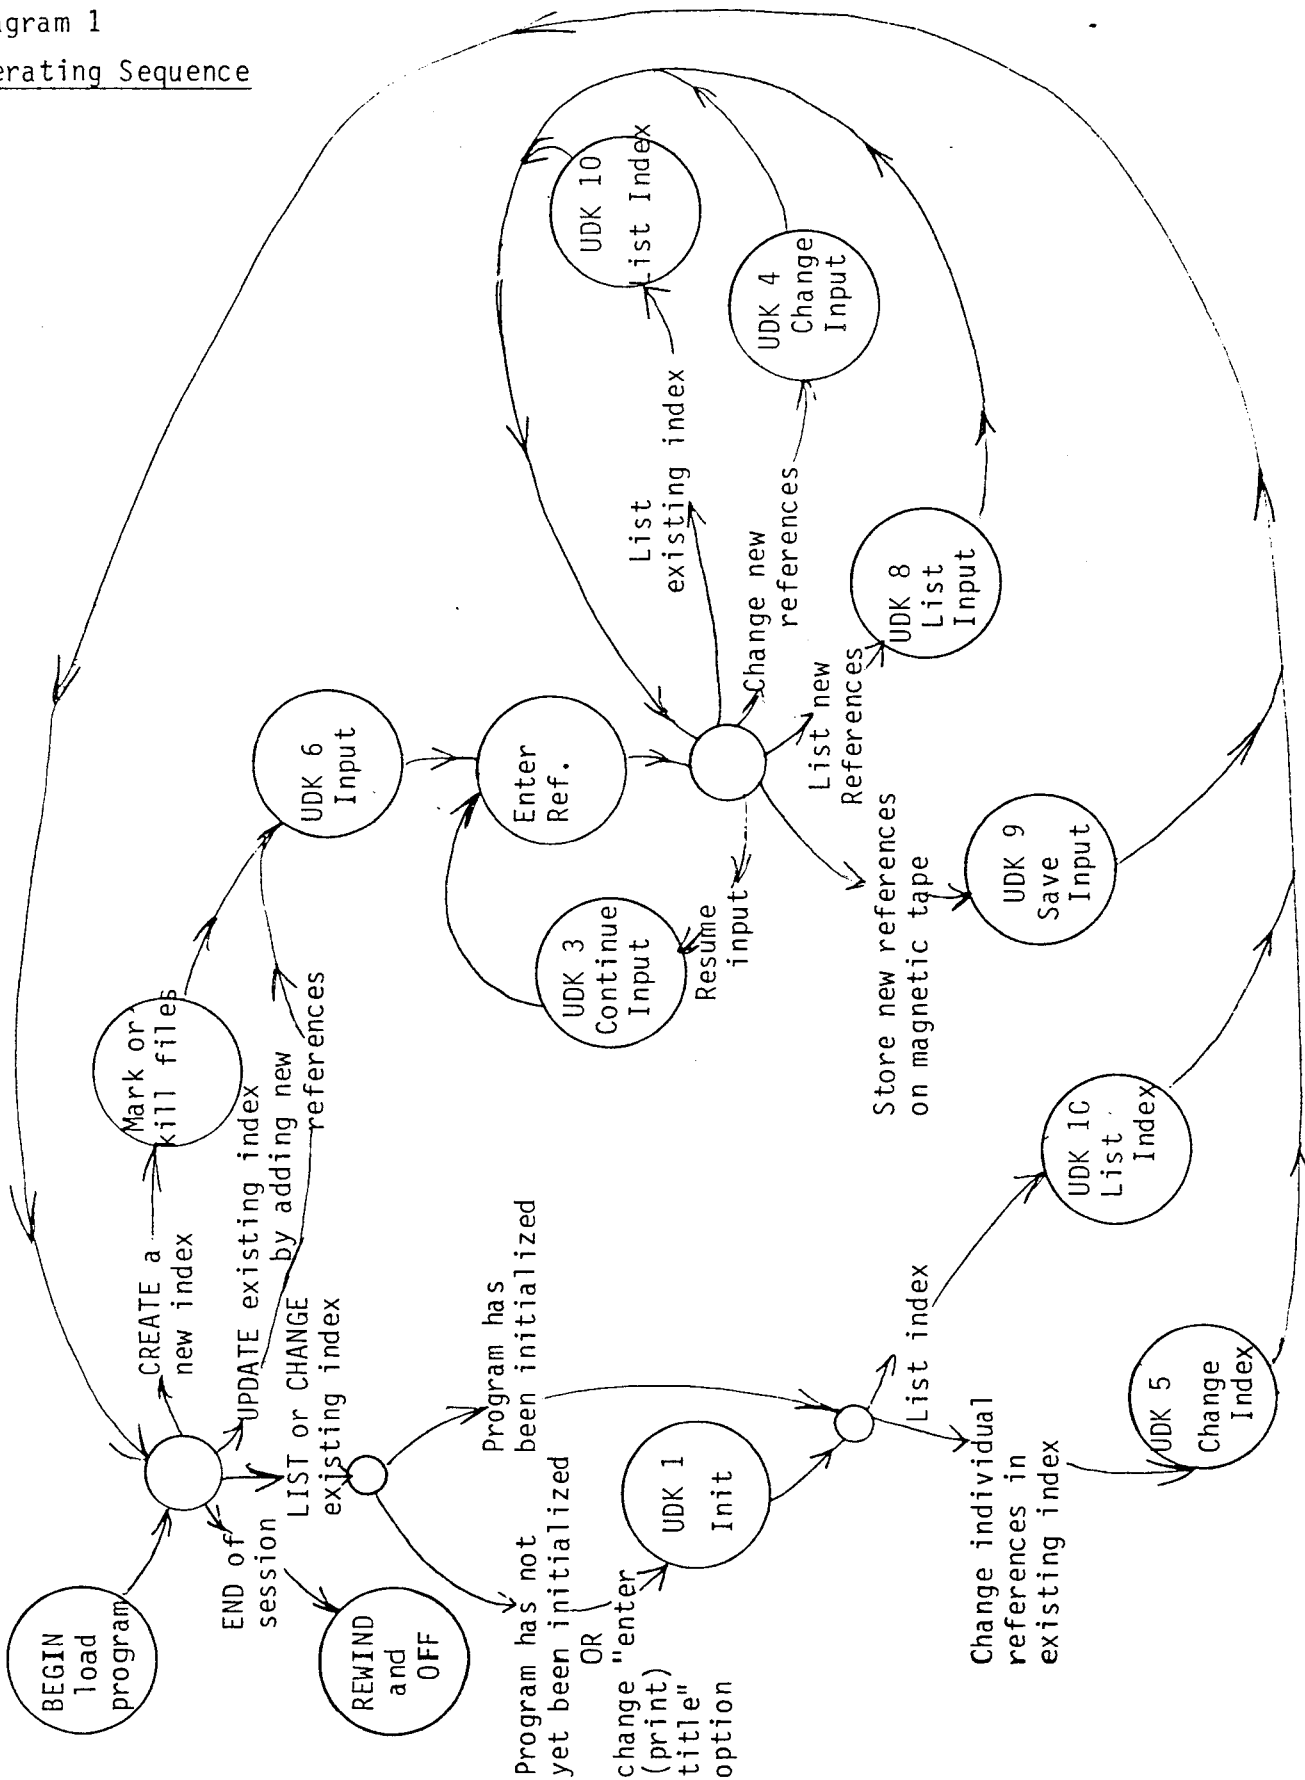 agram 1
erating Sequence
BEGIN
load
program
REWIND
and
OFF
END of
session
CREATE a
new index
Mark or
kill files
UPDATE existing index
by adding new
references
LIST or CHANGE
existing index
UDK 6
Input
Enter
Ref.
UDK 3
Continue
Input
Resume
input
List
existing index
UDK 10
List Index
Change new
references
UDK 4
Change
Input
List new
References
UDK 8
List
Input
Store new references
on magnetic tape
UDK 9
Save
Input
Program has
been initialized
Program has not
yet been initialized
OR
change "enter
(print)
title"
option
UDK 1
Init
List index
UDK 1C
List
Index
Change individual
references in
existing index
UDK 5
Change
Index